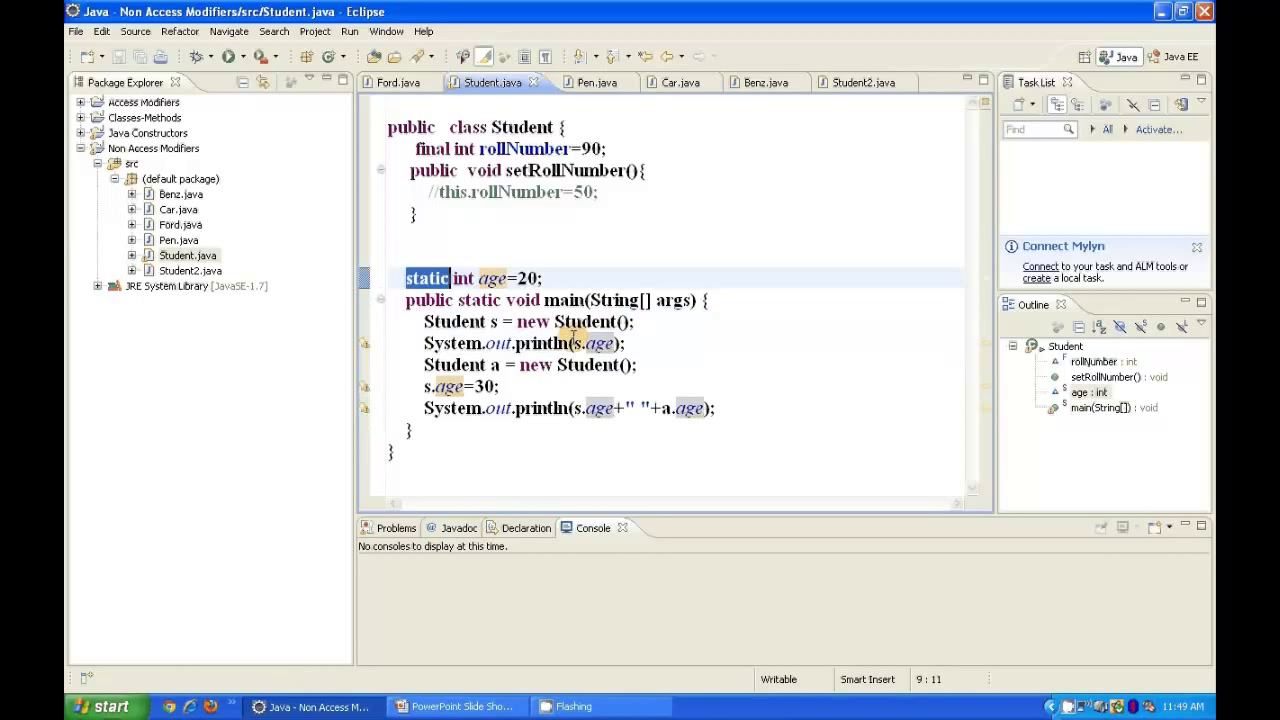 Java - Non Access Modifiers/src/Student.java - Eclipse
File Edit Source Refactor Navigate Search Project Run Window Help
Java Java EE
Package Explorer
Access Modifiers
Classes-Methods
Java Constructors
Non Access Modifiers
src
(default package)
Benz.java
Car.java
Ford.java
Pen.java
Student.java
Student2.java
JRE System Library [JavaSE-1.7]
Ford.java Student.java Pen.java Car.java Benz.java Student2.java
public class Student {
final int rollNumber=90;
public void setRollNumber(){
//this.rollNumber=50;
}
static int age=20;
public static void main(String[] args) {
Student s = new Student();
System.out.println(s.age);
Student a = new Student();
s.age=30;
System.out.println(s.age+" "+a.age);
}
}
Task List
Find All Activate...
Connect Mylyn
Connect to your task and ALM tools or
create a local task.
Outline
Student
rollNumber : int
setRollNumber() : void
age : int
main(String[]) : void
Problems Javadoc Declaration Console
No consoles to display at this time.
Writable Smart Insert 9 : 11
start Java - Non Access M... PowerPoint Slide Sho... Flashing 11:49 AM